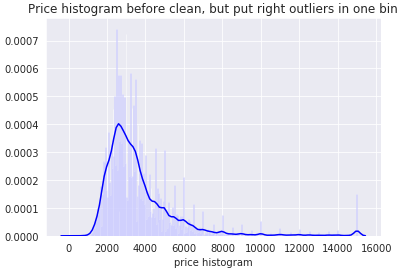 Price histogram before clean, but put right outliers in one bin
0.0007
0.0006
0.0005
0.0004
0.0003
0.0002
0.0001
0.0000
0 2000 4000 6000 8000 10000 12000 14000 16000
price histogram